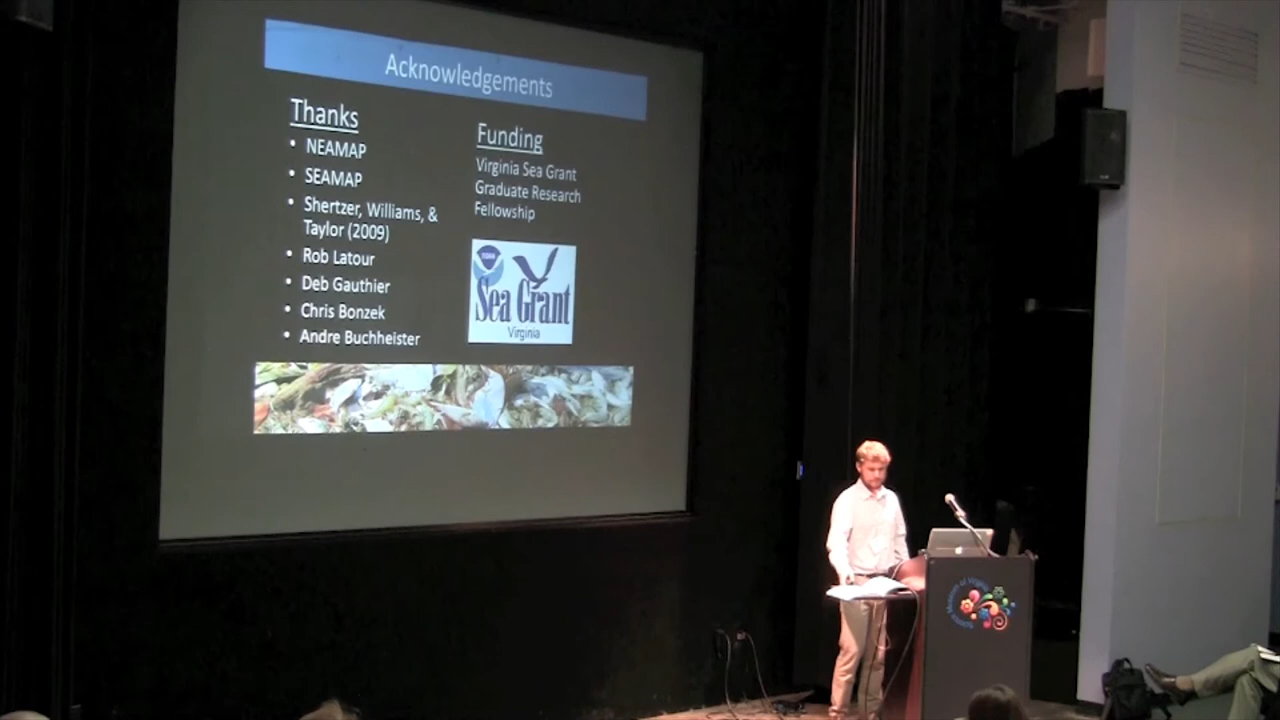 Acknowledgements
Thanks
• NEAMAP
• SEAMAP
• Shertzer, Williams, &
Taylor (2009)
• Rob Latour
• Deb Gauthier
• Chris Bonzek
• Andre Buchheister
Funding
Virginia Sea Grant
Graduate Research
Fellowship
Sea Grant
Virginia